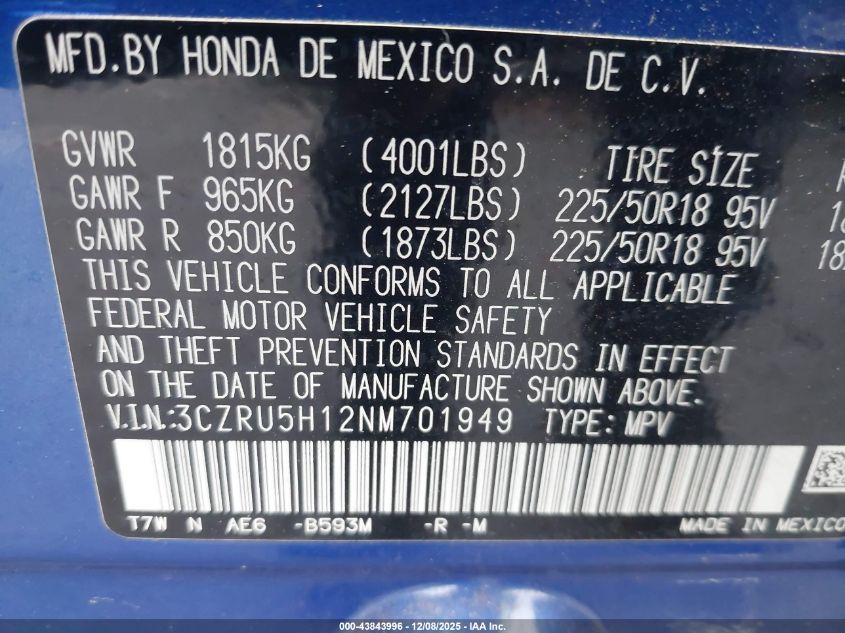 MFD.BY HONDA DE MEXICO S.A. DE C.V.
GVWR 1815KG (4001LBS) TIRE SIZE
GAWR F 965KG (2127LBS) 225/50R18 95V
GAWR R 850KG (1873LBS) 225/50R18 95V
THIS VEHICLE CONFORMS TO ALL APPLICABLE
FEDERAL MOTOR VEHICLE SAFETY
AND THEFT PREVENTION STANDARDS IN EFFECT
ON THE DATE OF MANUFACTURE SHOWN ABOVE.
V.I.N.:3CZRU5H12NM701949 TYPE: MPV
T7W N AE6 -B593M -R -M MADE IN MEXICO
000-43843996 - 12/08/2025 - IAAI.COM